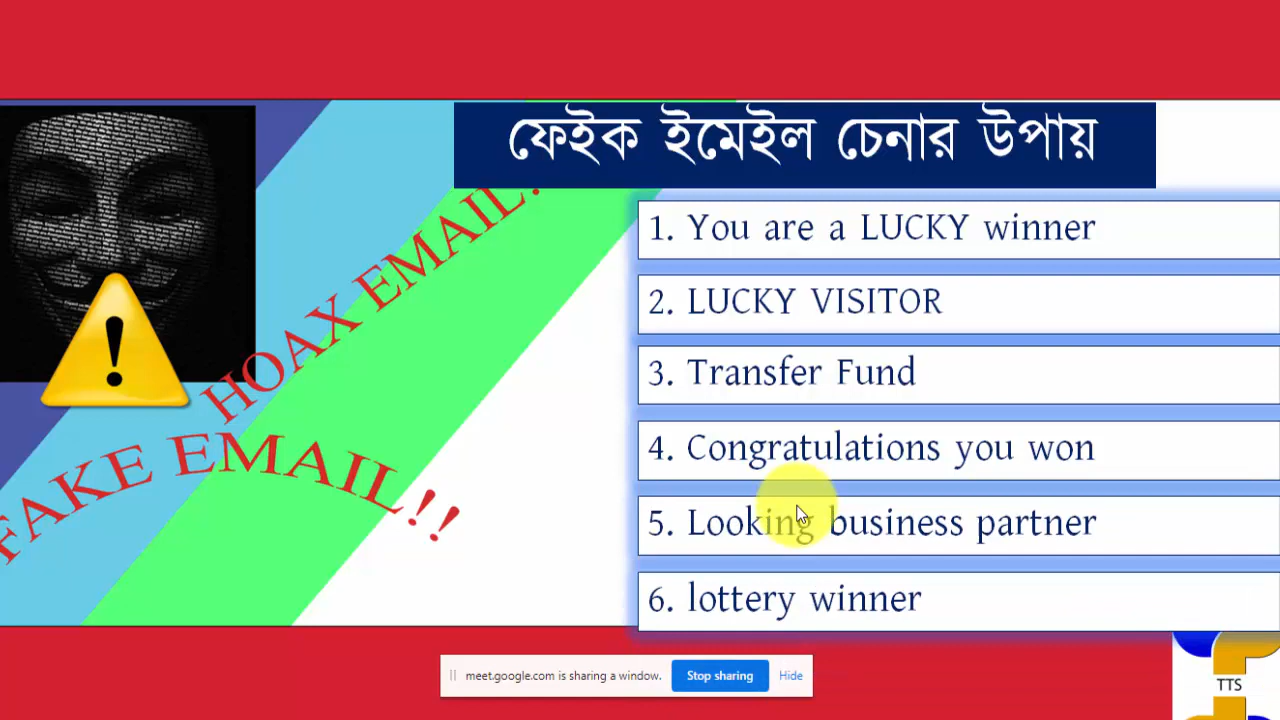 ফেইক ইমেইল চেনার উপায়
1. You are a LUCKY winner
2. LUCKY VISITOR
3. Transfer Fund
4. Congratulations you won
5. Looking business partner
6. lottery winner
HOAX EMAIL!
FAKE EMAIL!!
meet.google.com is sharing a window.
Stop sharing
Hide
TTS